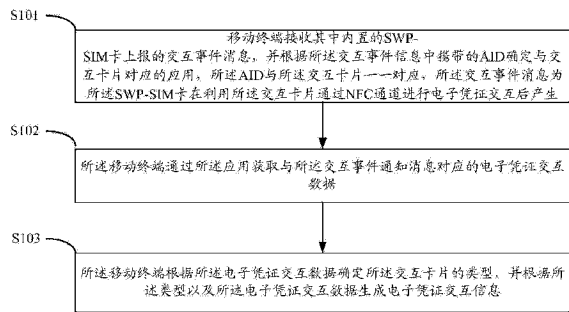 S101
移动终端接收其中内置的SWP-
SIM卡上报的交互事件消息，并根据所述交互事件信息中携带的AID确定与交
互卡片对应的应用，所述AID与所述交互卡片一一对应，所述交互事件消息为
所述SWP-SIM卡在利用所述交互卡片通过NFC通道进行电子凭证交互后产生
S102
所述移动终端通过所述应用获取与所述交互事件通知消息对应的电子凭证交互
数据
S103
所述移动终端根据所述电子凭证交互数据确定所述交互卡片的类型，并根据所
述类型以及所述电子凭证交互数据生成电子凭证交互信息